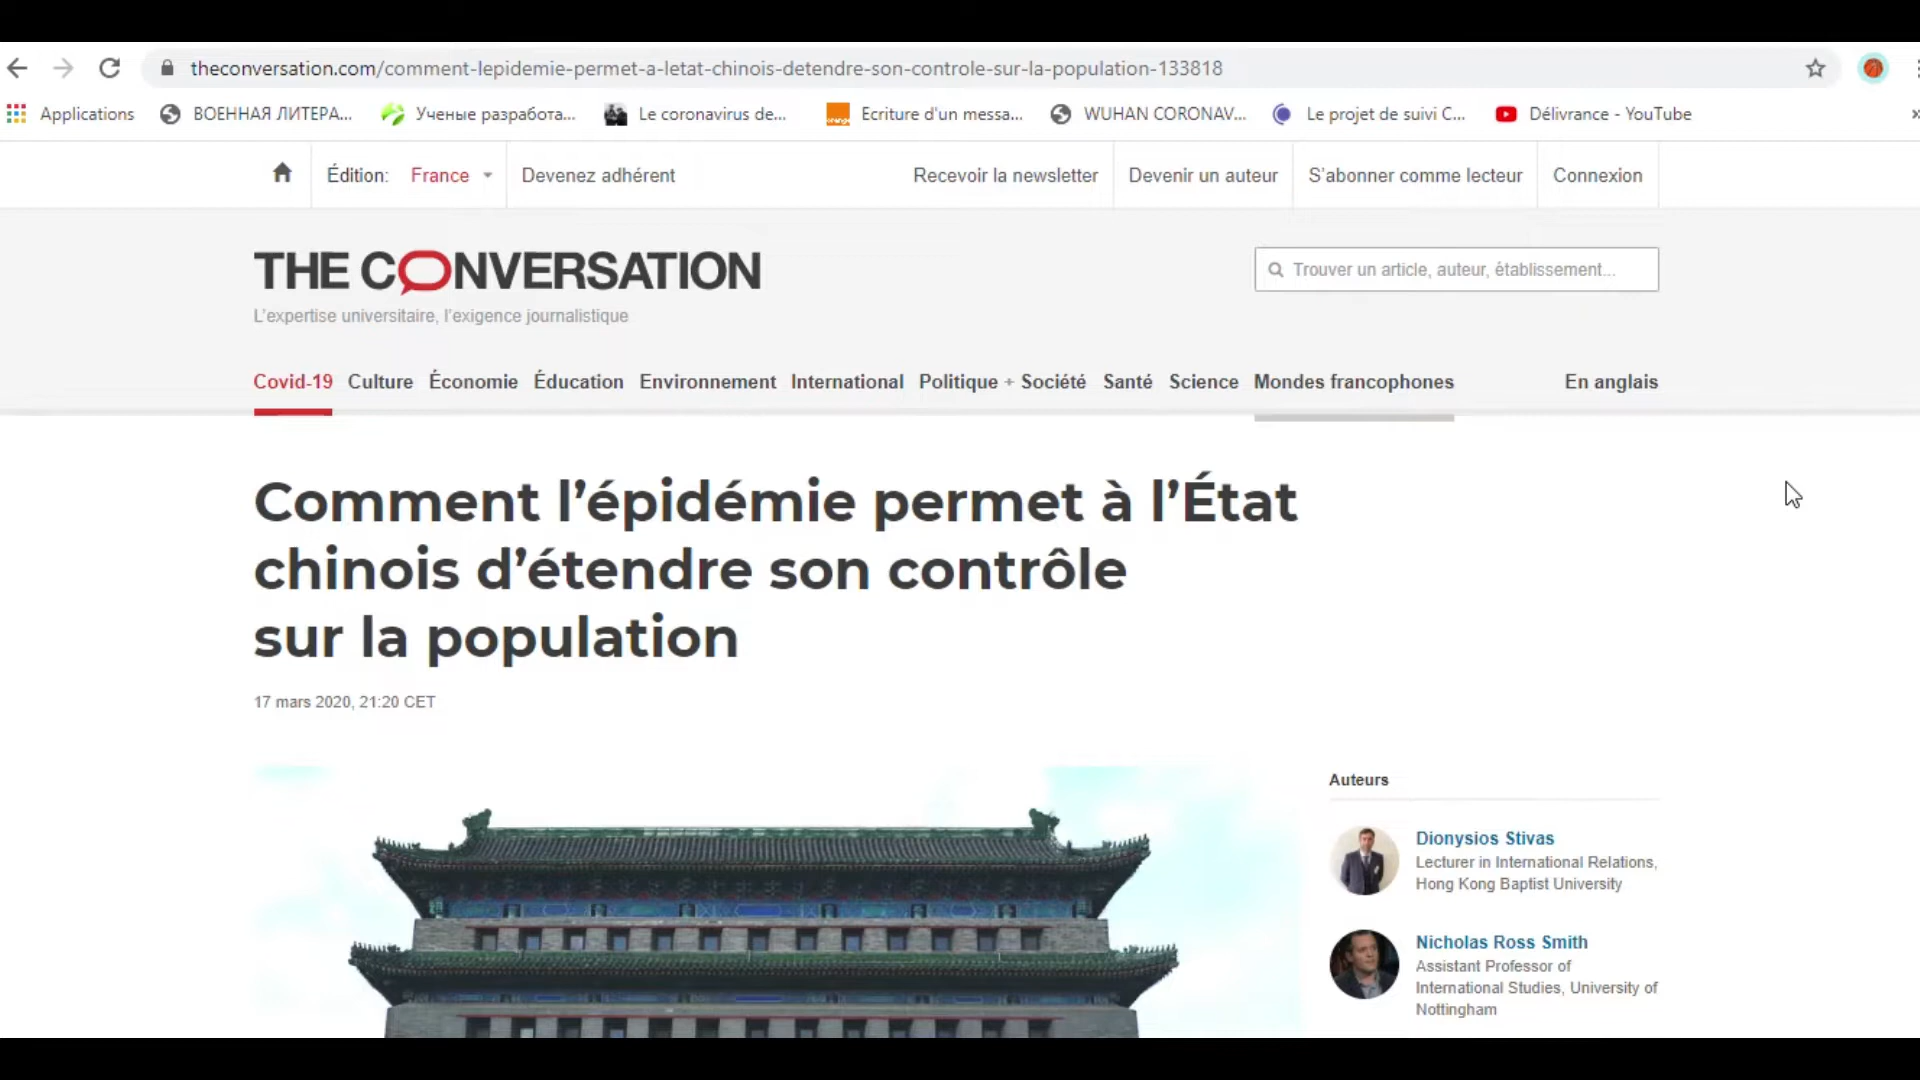 theconversation.com/comment-lepidemie-permet-a-letat-chinois-detendre-son-controle-sur-la-population-133818
Applications ВОЕННАЯ ЛИТЕРА... Ученые разработа... Le coronavirus de... Ecriture d'un messa... WUHAN CORONAV... Le projet de suivi C... Délivrance - YouTube
Édition: France Devenez adhérent Recevoir la newsletter Devenir un auteur S'abonner comme lecteur Connexion
THE CONVERSATION
Trouver un article, auteur, établissement...
L'expertise universitaire, l'exigence journalistique
Covid-19 Culture Économie Éducation Environnement International Politique + Société Santé Science Mondes francophones En anglais
Comment l’épidémie permet à l’État
chinois d’étendre son contrôle
sur la population
17 mars 2020, 21:20 CET
Auteurs
Dionysios Stivas
Lecturer in International Relations,
Hong Kong Baptist University
Nicholas Ross Smith
Assistant Professor of
International Studies, University of
Nottingham